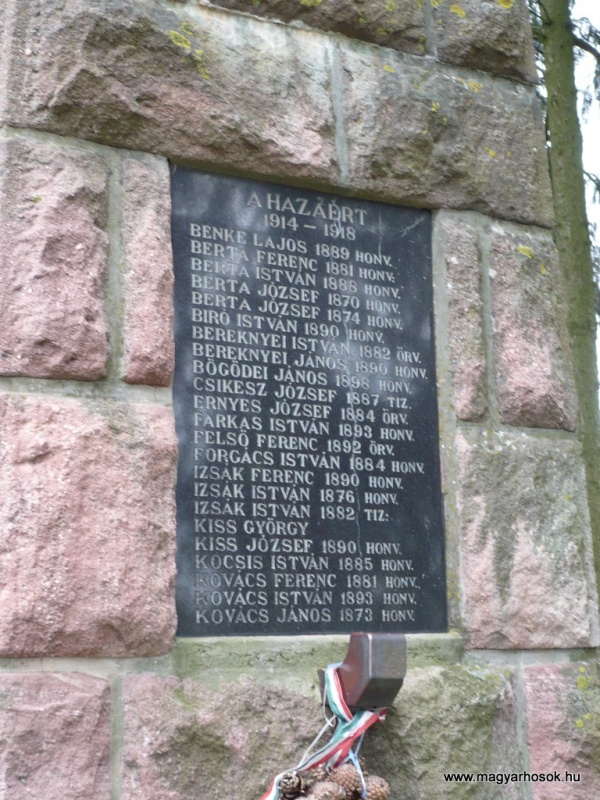 A HAZÁÉRT
1914 – 1918
BENKE LAJOS 1889 HONV.
BERTA FERENC 1881 HONV.
BERTA ISTVÁN 1888 HONV.
BERTA JÓZSEF 1870 HONV.
BERTA JÓZSEF 1874 HONV.
BIRÓ ISTVÁN 1890 HONV.
BEREKNYEI ISTVÁN 1882 ŐRV.
BEREKNYEI JÁNOS 1890 HONV.
BÖGÖDEI JÁNOS 1898 HONV.
CSIKESZ JÓZSEF 1887 TIZ.
ERNYES JÓZSEF 1884 ŐRV.
FARKAS ISTVÁN 1893 HONV.
FELSŐ FERENC 1892 ŐRV.
FORGÁCS ISTVÁN 1884 HONV.
IZSÁK FERENC 1890 HONV.
IZSÁK ISTVÁN 1876 HONV.
IZSÁK ISTVÁN 1882 TIZ.
KISS GYÖRGY
KISS JÓZSEF 1890 HONV.
KOCSIS ISTVÁN 1885 HONV.
KOVÁCS FERENC 1881 HONV.
KOVÁCS ISTVÁN 1893 HONV.
KOVÁCS JÁNOS 1873 HONV.
www.magyarhosok.hu